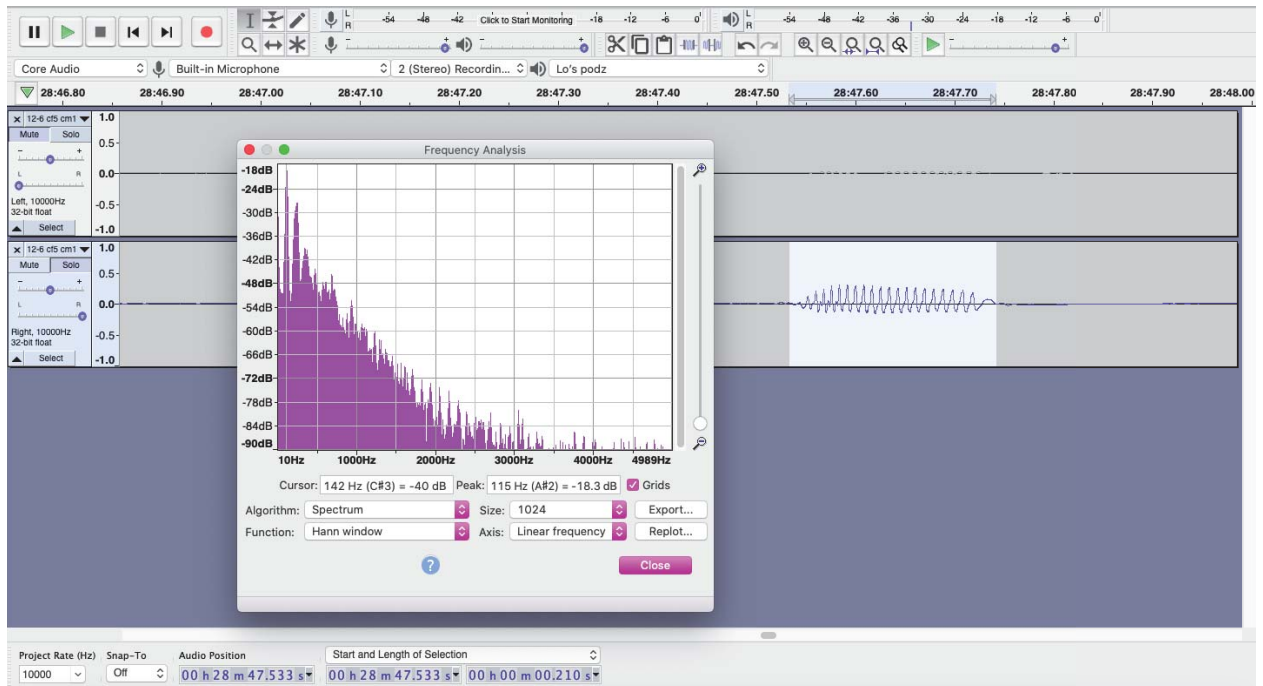 L R -54 -48 -42 Click to Start Monitoring -18 -12 -6 0
L R -54 -48 -42 -36 -30 -24 -18 -12 -6 0
- +
- +
- +
Core Audio Built-in Microphone 2 (Stereo) Recordin... Lo's podz
28:46.80 28:46.90 28:47.00 28:47.10 28:47.20 28:47.30 28:47.40 28:47.50 28:47.60 28:47.70 28:47.80 28:47.90 28:48.00
x 12-6 cf5 cm1 1.0
Mute Solo
0.5-
- +
L R 0.0-
Left, 10000Hz
32-bit float -0.5-
Select -1.0
x 12-6 cf5 cm1 1.0
Mute Solo
0.5-
- +
L R 0.0-
Right, 10000Hz
32-bit float -0.5-
Select -1.0
Frequency Analysis
-18dB
-24dB
-30dB
-36dB
-42dB
-48dB
-54dB
-60dB
-66dB
-72dB
-78dB
-84dB
-90dB
10Hz 1000Hz 2000Hz 3000Hz 4000Hz 4989Hz
Cursor: 142 Hz (C#3) = -40 dB Peak: 115 Hz (A#2) = -18.3 dB Grids
Algorithm: Spectrum Size: 1024 Export...
Function: Hann window Axis: Linear frequency Replot...
? Close
Project Rate (Hz) Snap-To Audio Position Start and Length of Selection
10000 Off 00 h 28 m 47.533 s 00 h 28 m 47.533 s 00 h 00 m 00.210 s